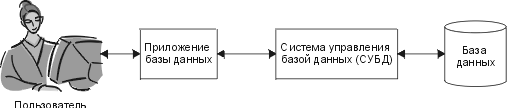 Приложение
базы данных
Система управления
базой данных (СУБД)
База
данных
Пользователь